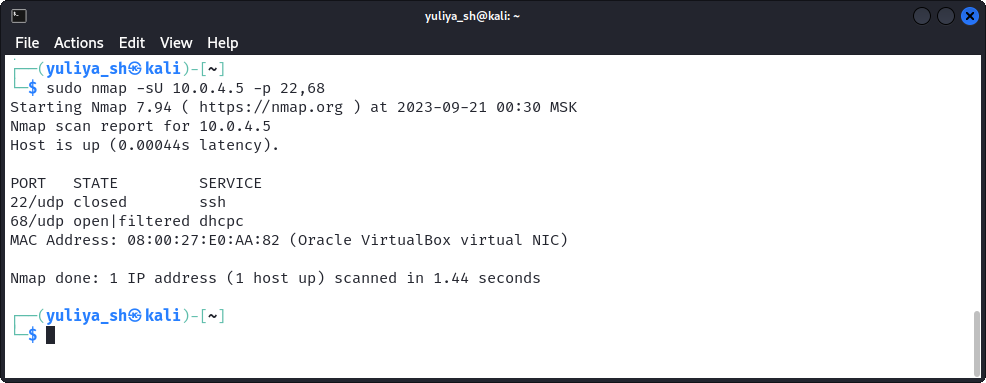 yuliya_sh@kali: ~
File Actions Edit View Help
┌──(yuliya_sh㉿kali)-[~]
└─$ sudo nmap -sU 10.0.4.5 -p 22,68
Starting Nmap 7.94 ( https://nmap.org ) at 2023-09-21 00:30 MSK
Nmap scan report for 10.0.4.5
Host is up (0.00044s latency).
PORT   STATE         SERVICE
22/udp closed        ssh
68/udp open|filtered dhcpc
MAC Address: 08:00:27:E0:AA:82 (Oracle VirtualBox virtual NIC)
Nmap done: 1 IP address (1 host up) scanned in 1.44 seconds
┌──(yuliya_sh㉿kali)-[~]
└─$